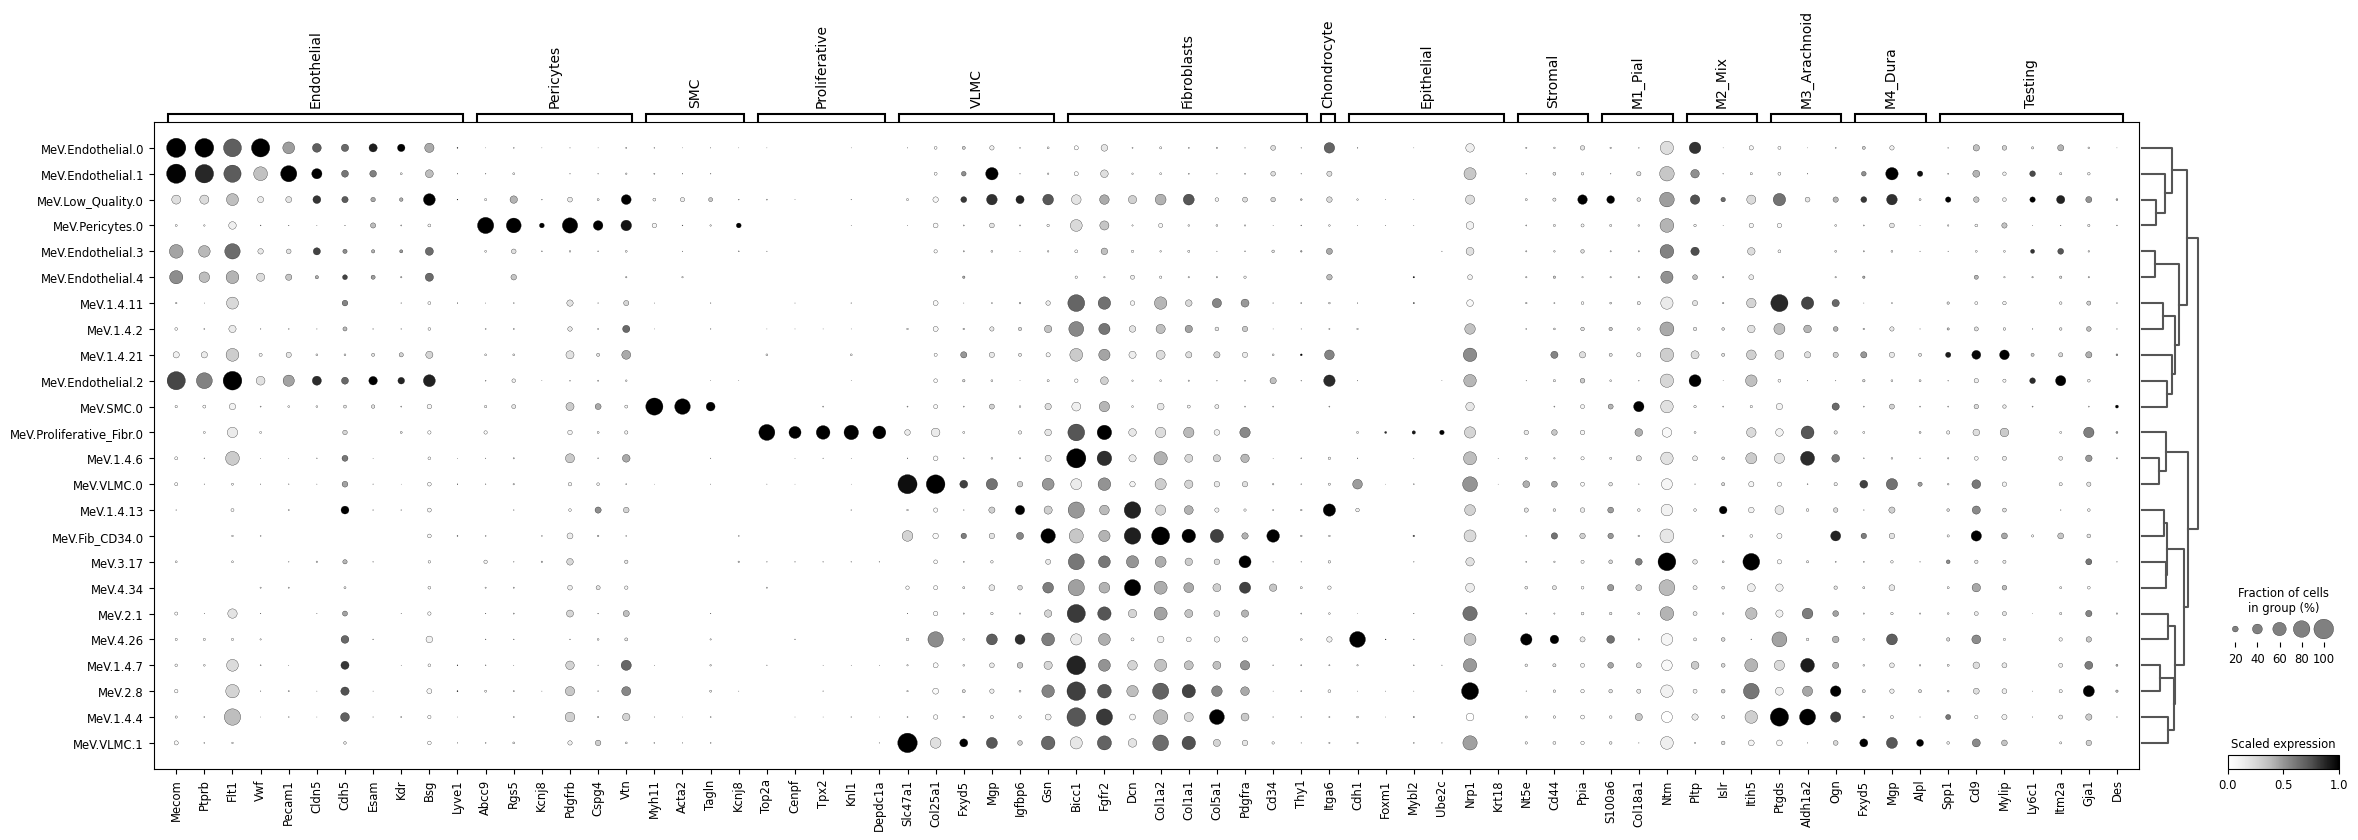 Endothelial
Pericytes
SMC
Proliferative
VLMC
Fibroblasts
Chondrocyte
Epithelial
Stromal
M1_Pial
M2_Mix
M3_Arachnoid
M4_Dura
Testing
MeV.Endothelial.0
MeV.Endothelial.1
MeV.Low_Quality.0
MeV.Pericytes.0
MeV.Endothelial.3
MeV.Endothelial.4
MeV.1.4.11
MeV.1.4.2
MeV.1.4.21
MeV.Endothelial.2
MeV.SMC.0
MeV.Proliferative_Fibr.0
MeV.1.4.6
MeV.VLMC.0
MeV.1.4.13
MeV.Fib_CD34.0
MeV.3.17
MeV.4.34
MeV.2.1
MeV.4.26
MeV.1.4.7
MeV.2.8
MeV.1.4.4
MeV.VLMC.1
Mecom
Ptprb
Flt1
Vwf
Pecam1
Cldn5
Cdh5
Esam
Kdr
Bsg
Lyve1
Abcc9
Rgs5
Kcnj8
Pdgfrb
Cspg4
Vtn
Myh11
Acta2
Tagln
Kcnj8
Top2a
Cenpf
Tpx2
Knl1
Depdc1a
Slc47a1
Col25a1
Fxyd5
Mgp
Igfbp6
Gsn
Bicc1
Fgfr2
Dcn
Col1a2
Col1a1
Col5a1
Pdgfra
Cd34
Thy1
Itga6
Cdh1
Foxm1
Mybl2
Ube2c
Nrp1
Krt18
Nt5e
Cd44
Ppia
S100a6
Col18a1
Ntm
Pltp
Islr
Itih5
Ptgds
Aldh1a2
Ogn
Fxyd5
Mgp
Alpl
Spp1
Cd9
Mylip
Ly6c1
Itm2a
Gja1
Des
Fraction of cells
in group (%)
20 40 60 80 100
Scaled expression
0.0 0.5 1.0